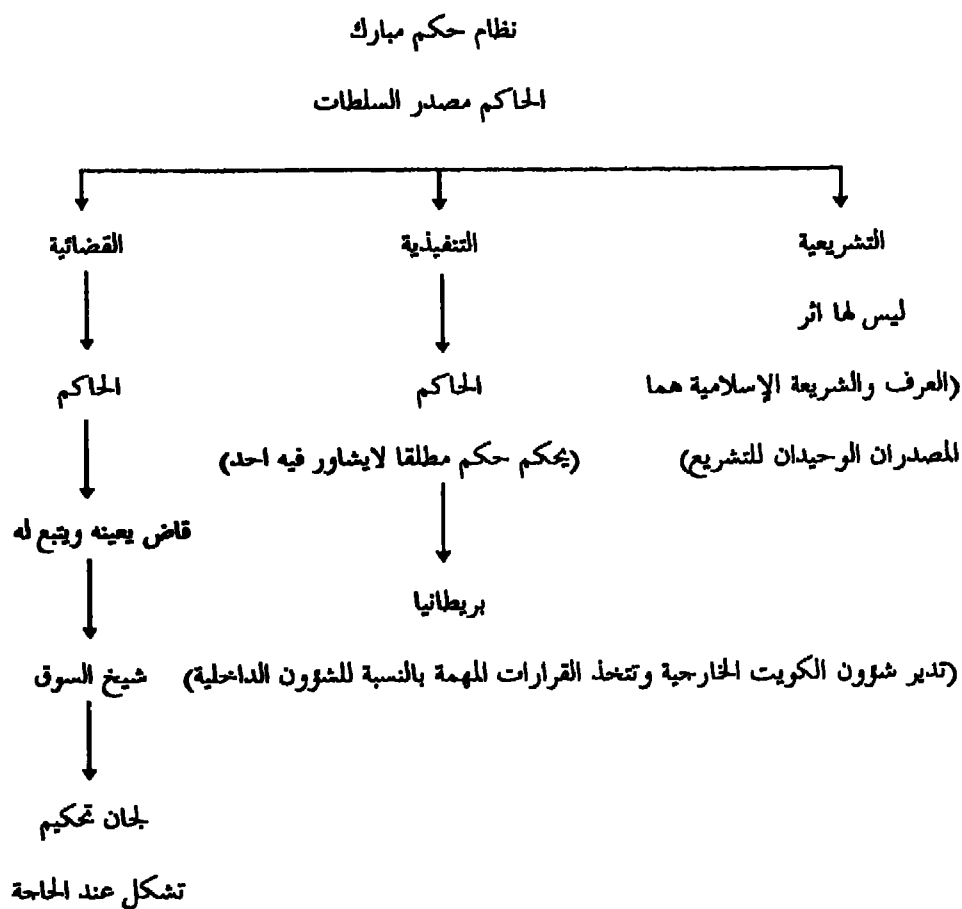 نظام حكم مبارك
الحاكم مصدر السلطات
التشريعية
التنفيذية
القضائية
ليس لها اثر
(العرف والشريعة الإسلامية هما
المصدران الوحيدان للتشريع)
الحاكم
(يحكم حكم مطلقا لايشاور فيه احد)
بريطانيا
(تدير شؤون الكويت الخارجية وتتخذ القرارات المهمة بالنسبة للشؤون الداخلية)
الحاكم
قاض يعينه ويتبع له
شيخ السوق
لجان تحكيم
تشكل عند الحاجة